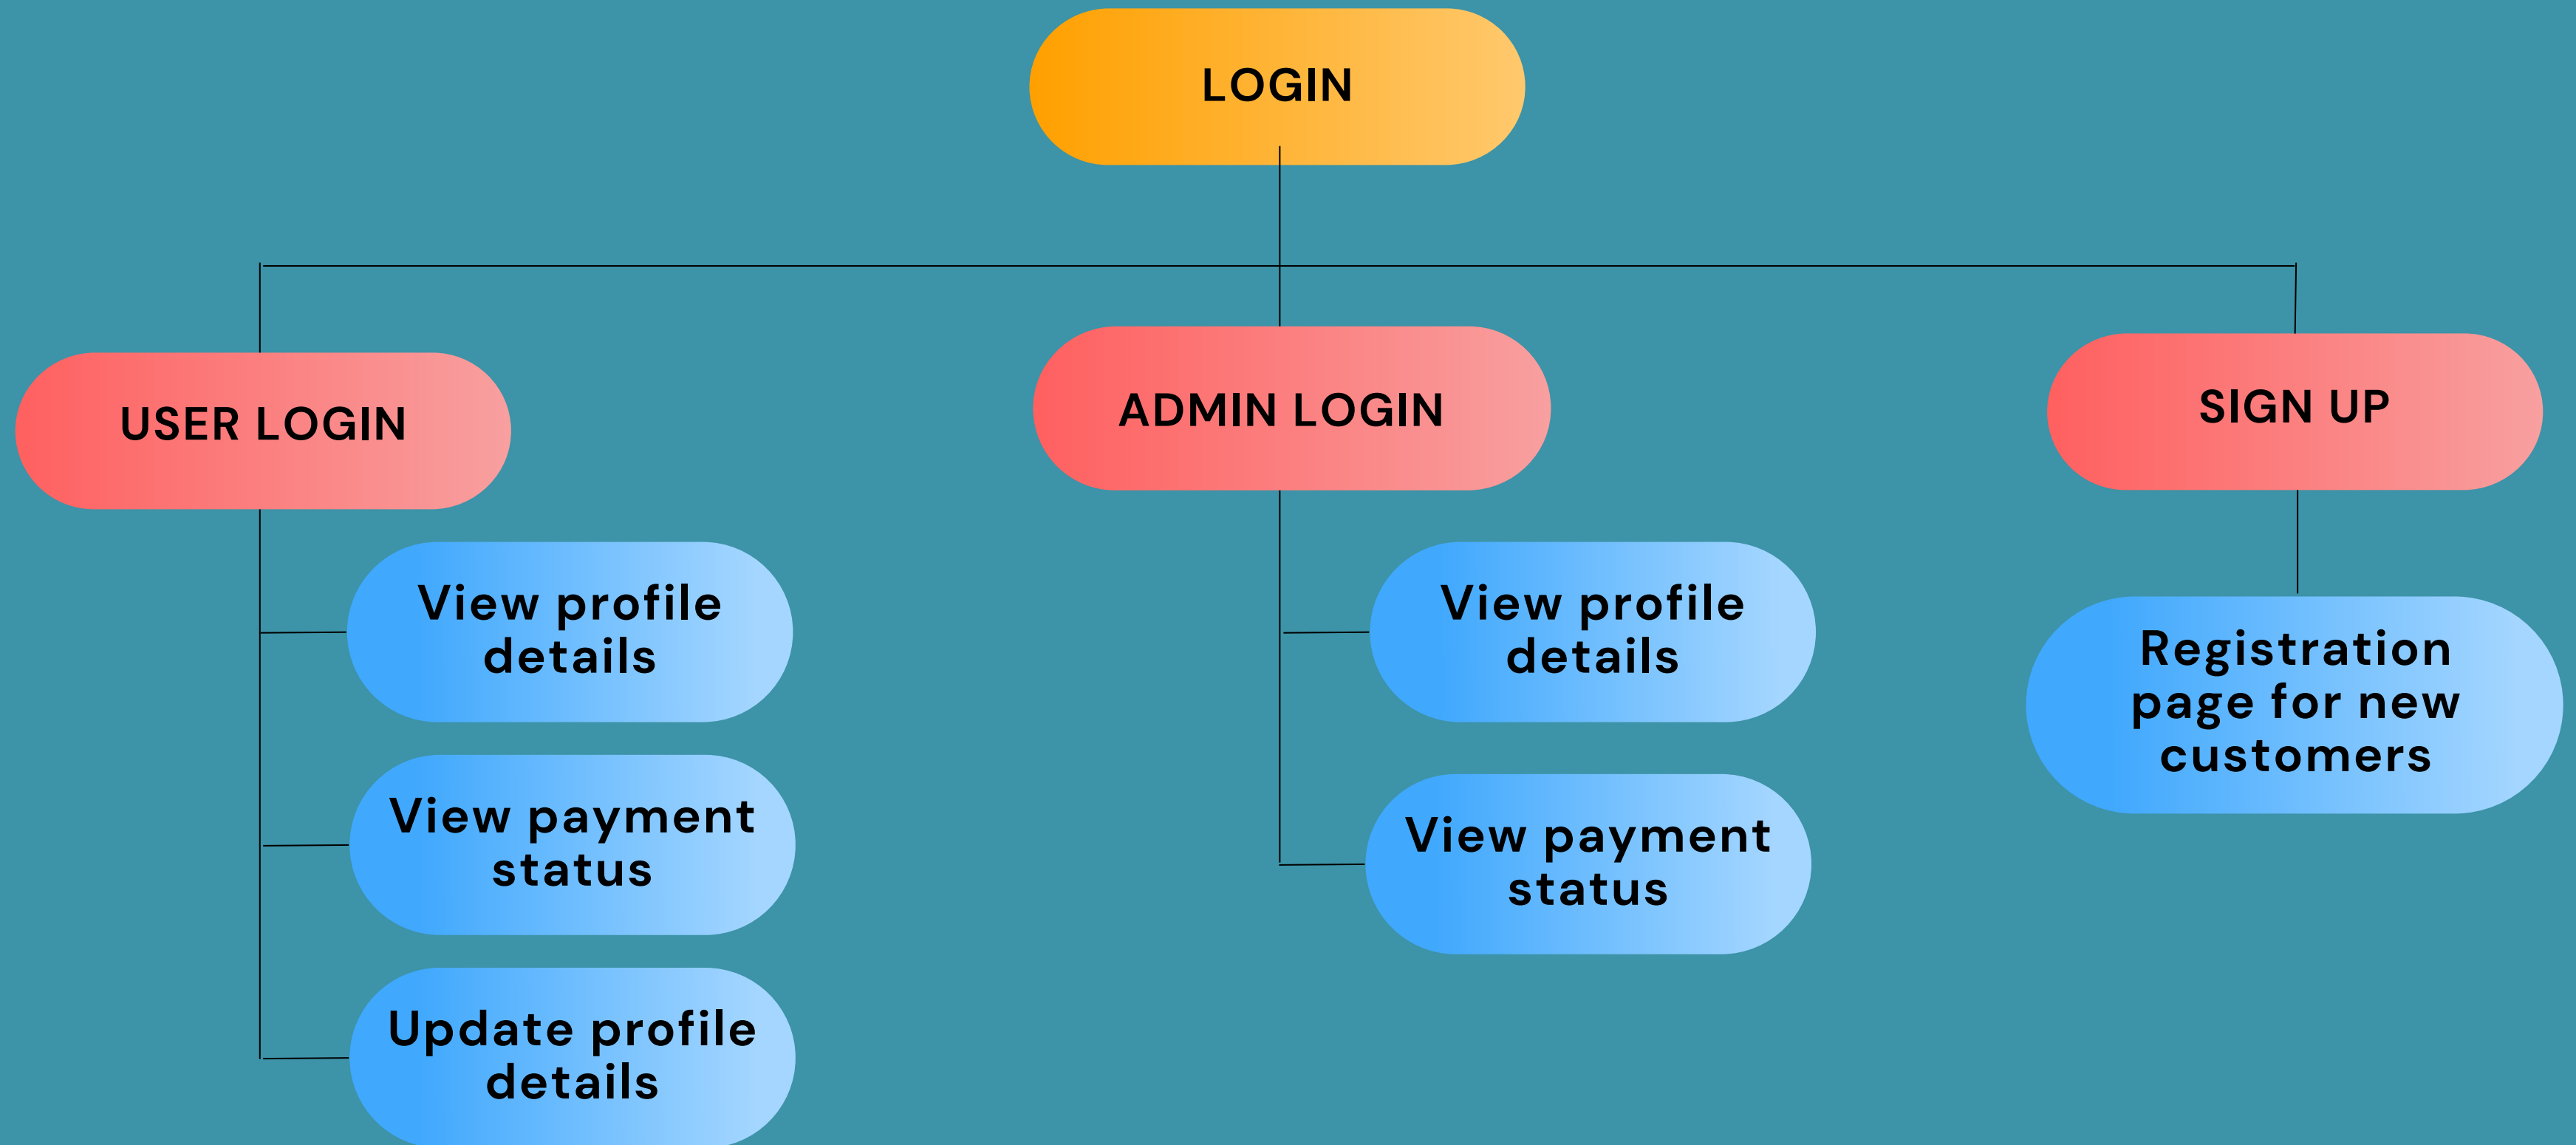 LOGIN
USER LOGIN
ADMIN LOGIN
SIGN UP
View profile
details
View payment
status
Update profile
details
View profile
details
View payment
status
Registration
page for new
customers